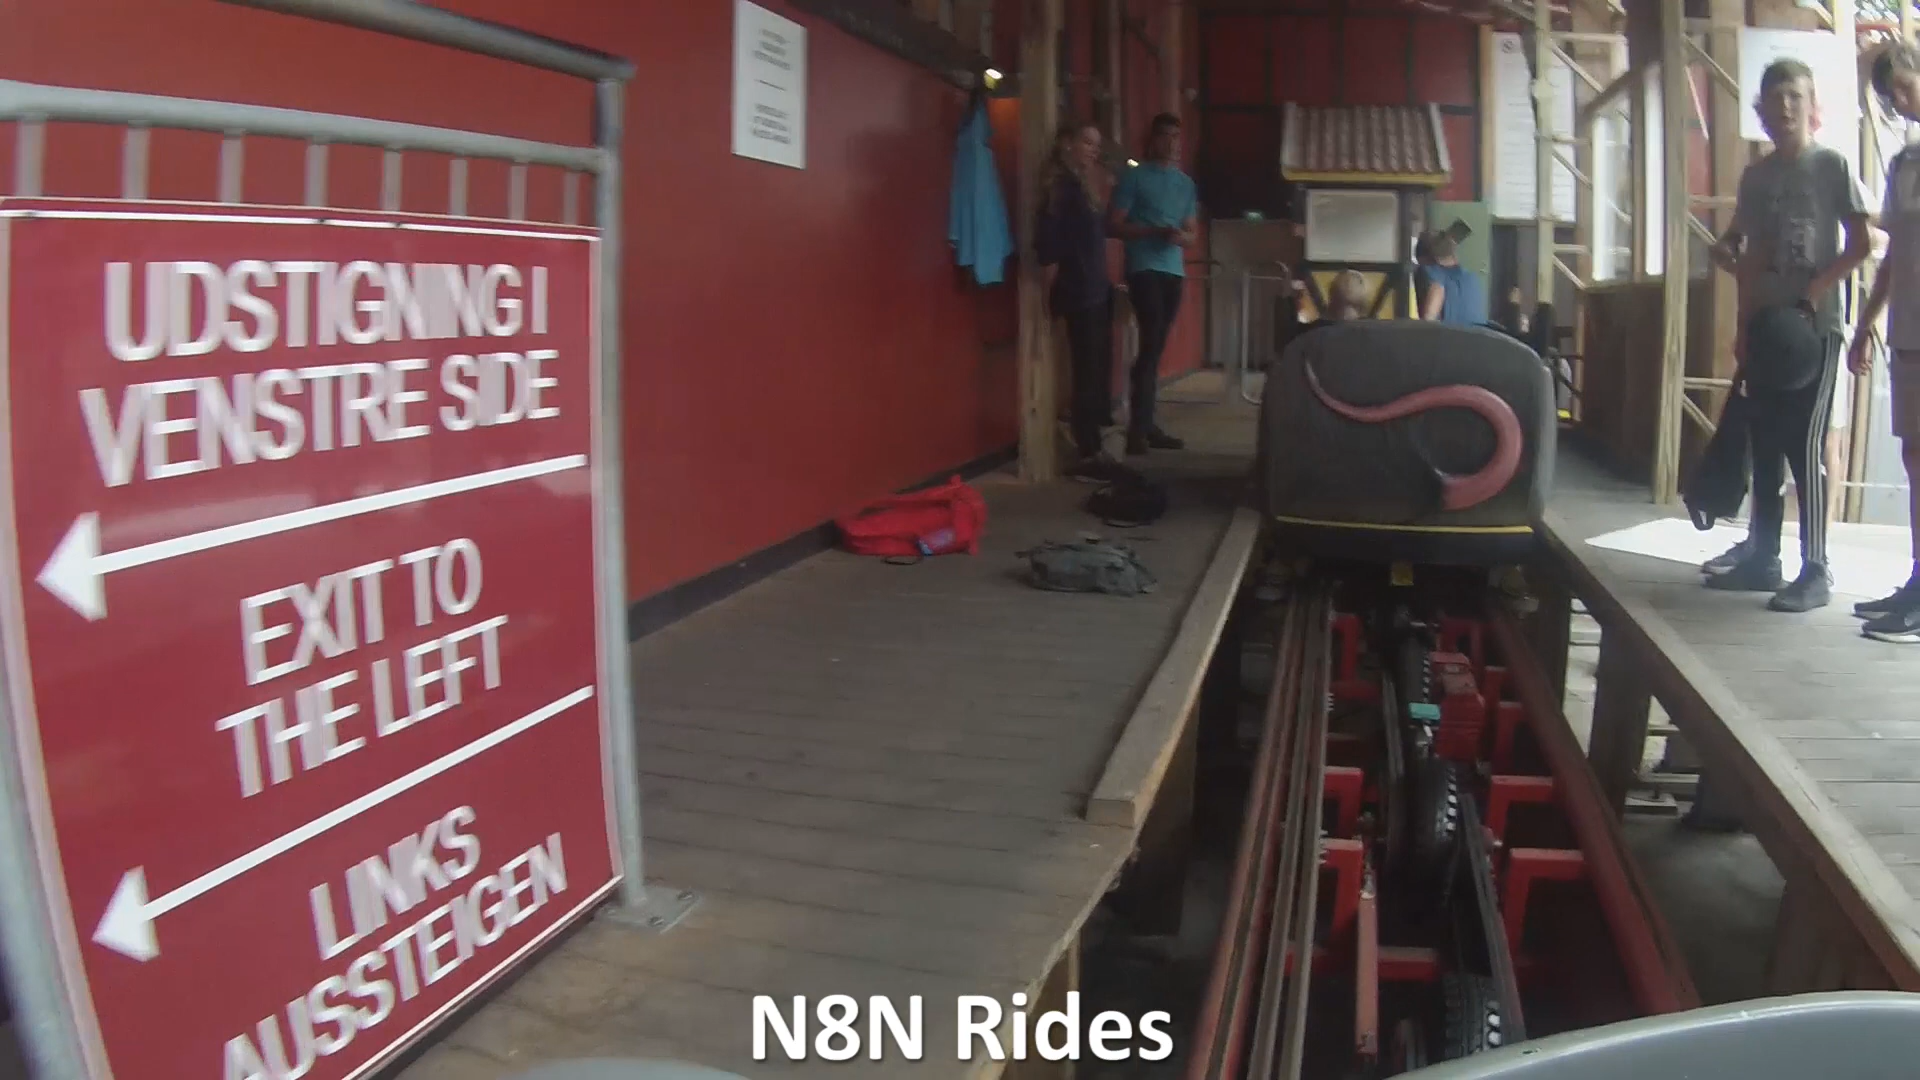 UDSTIGNING I
VENSTRE SIDE
EXIT TO
THE LEFT
LINKS
AUSSTEIGEN
N8N Rides